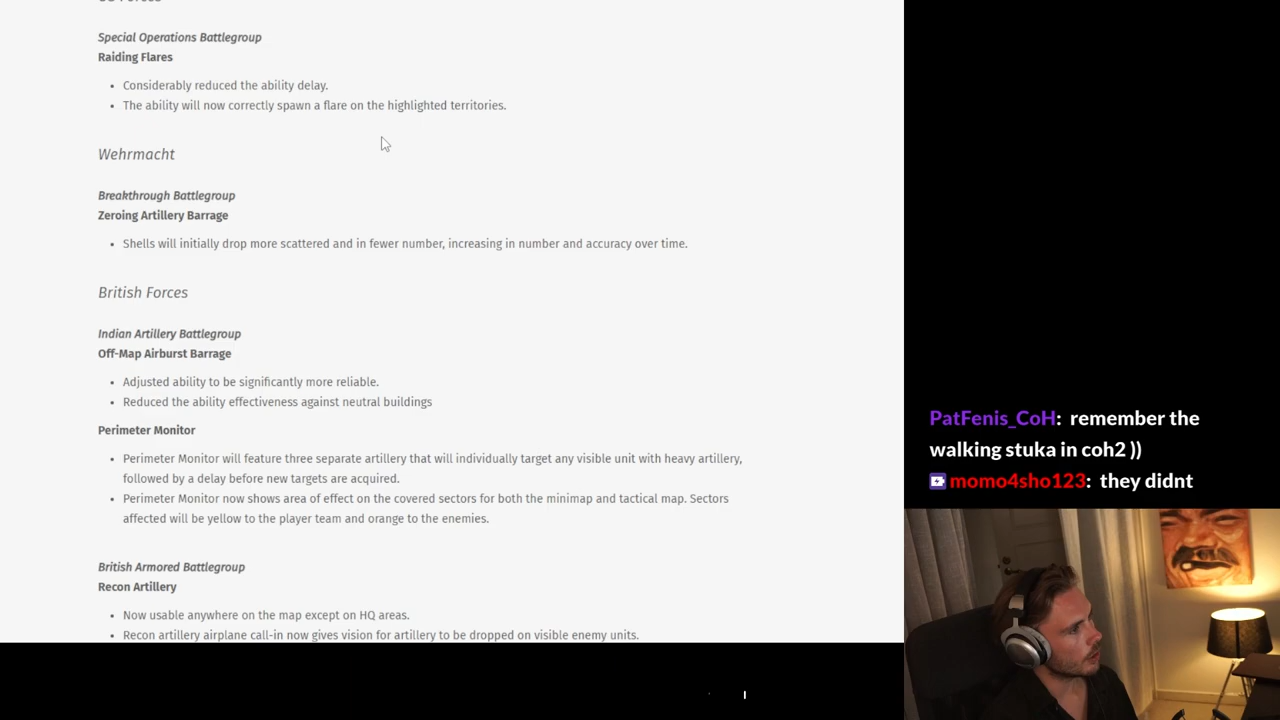 US Forces
Special Operations Battlegroup
Raiding Flares
• Considerably reduced the ability delay.
• The ability will now correctly spawn a flare on the highlighted territories.
Wehrmacht
Breakthrough Battlegroup
Zeroing Artillery Barrage
• Shells will initially drop more scattered and in fewer number, increasing in number and accuracy over time.
British Forces
Indian Artillery Battlegroup
Off-Map Airburst Barrage
• Adjusted ability to be significantly more reliable.
• Reduced the ability effectiveness against neutral buildings
Perimeter Monitor
• Perimeter Monitor will feature three separate artillery that will individually target any visible unit with heavy artillery,
followed by a delay before new targets are acquired.
• Perimeter Monitor now shows area of effect on the covered sectors for both the minimap and tactical map. Sectors
affected will be yellow to the player team and orange to the enemies.
British Armored Battlegroup
Recon Artillery
• Now usable anywhere on the map except on HQ areas.
• Recon artillery airplane call-in now gives vision for artillery to be dropped on visible enemy units.
PatFenis_CoH: remember the
walking stuka in coh2 ))
momo4sho123: they didnt